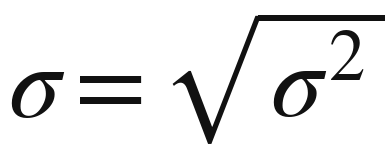 σ = √σ²